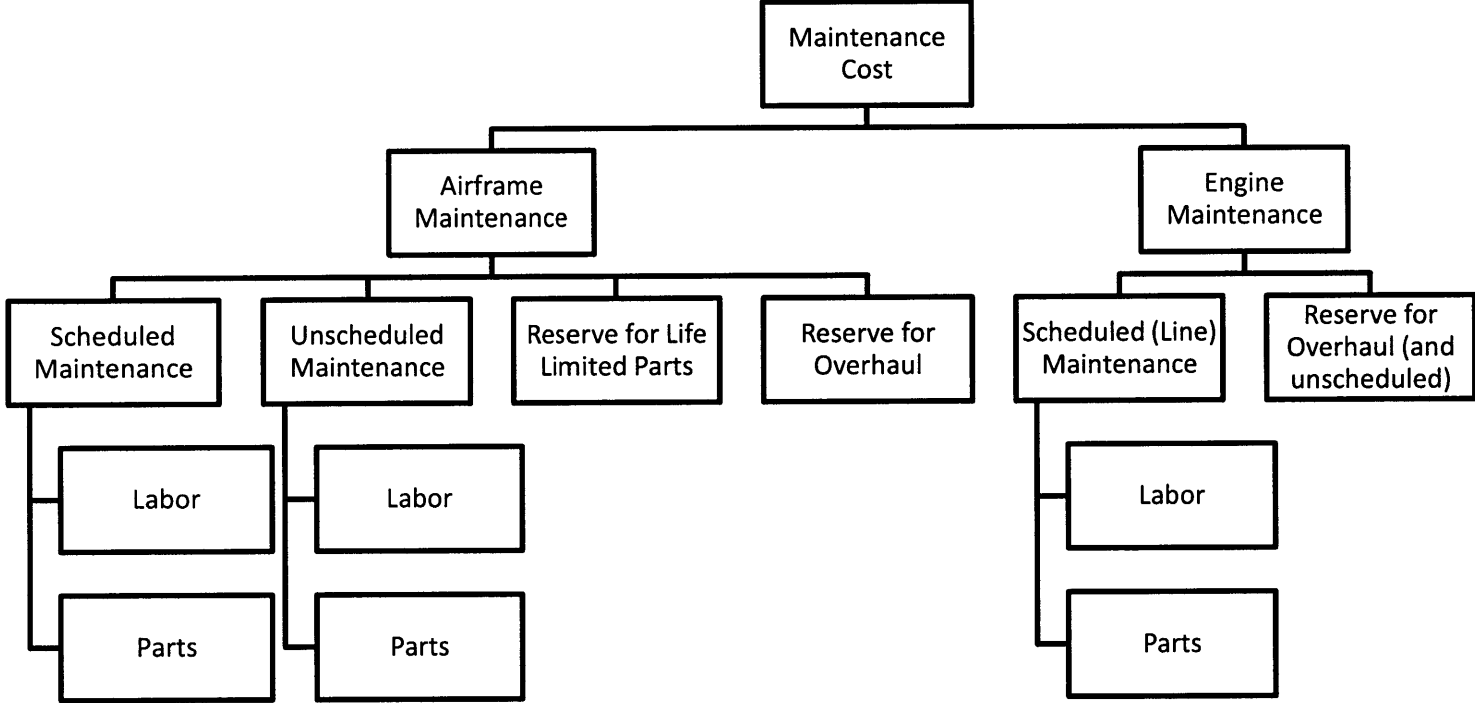 Maintenance
Cost
Airframe
Maintenance
Engine
Maintenance
Scheduled
Maintenance
Unscheduled
Maintenance
Reserve for Life
Limited Parts
Reserve for
Overhaul
Scheduled (Line)
Maintenance
Reserve for
Overhaul (and
unscheduled)
Labor
Labor
Labor
Parts
Parts
Parts